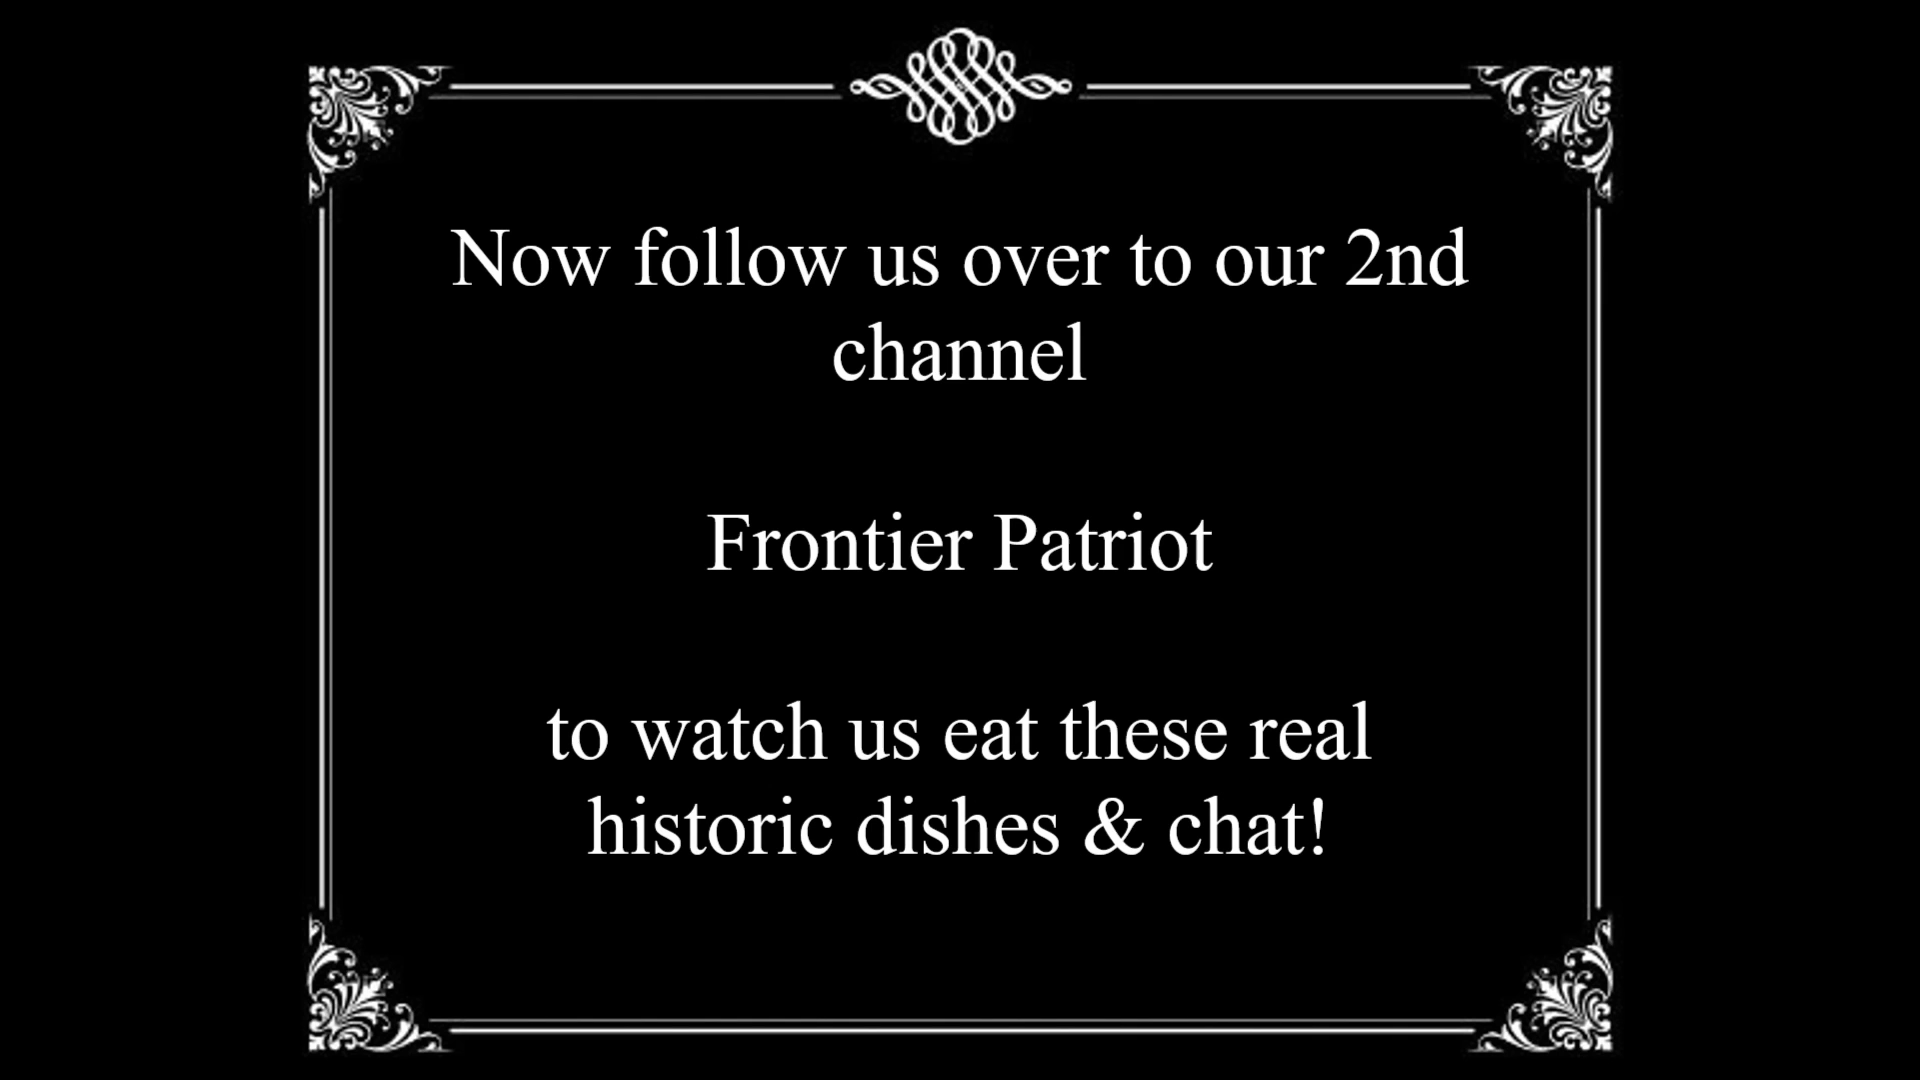 Now follow us over to our 2nd
channel
Frontier Patriot
to watch us eat these real
historic dishes & chat!